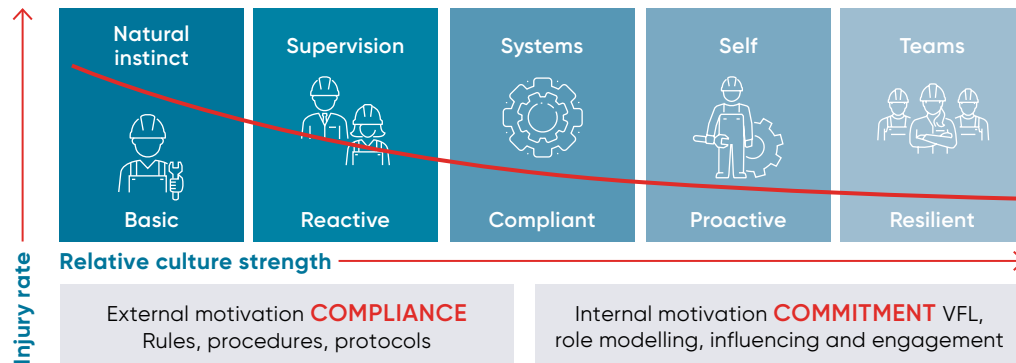 Natural
instinct
Supervision
Systems
Self
Teams
Basic
Reactive
Compliant
Proactive
Resilient
Injury rate
Relative culture strength
External motivation COMPLIANCE
Rules, procedures, protocols
Internal motivation COMMITMENT VFL,
role modelling, influencing and engagement